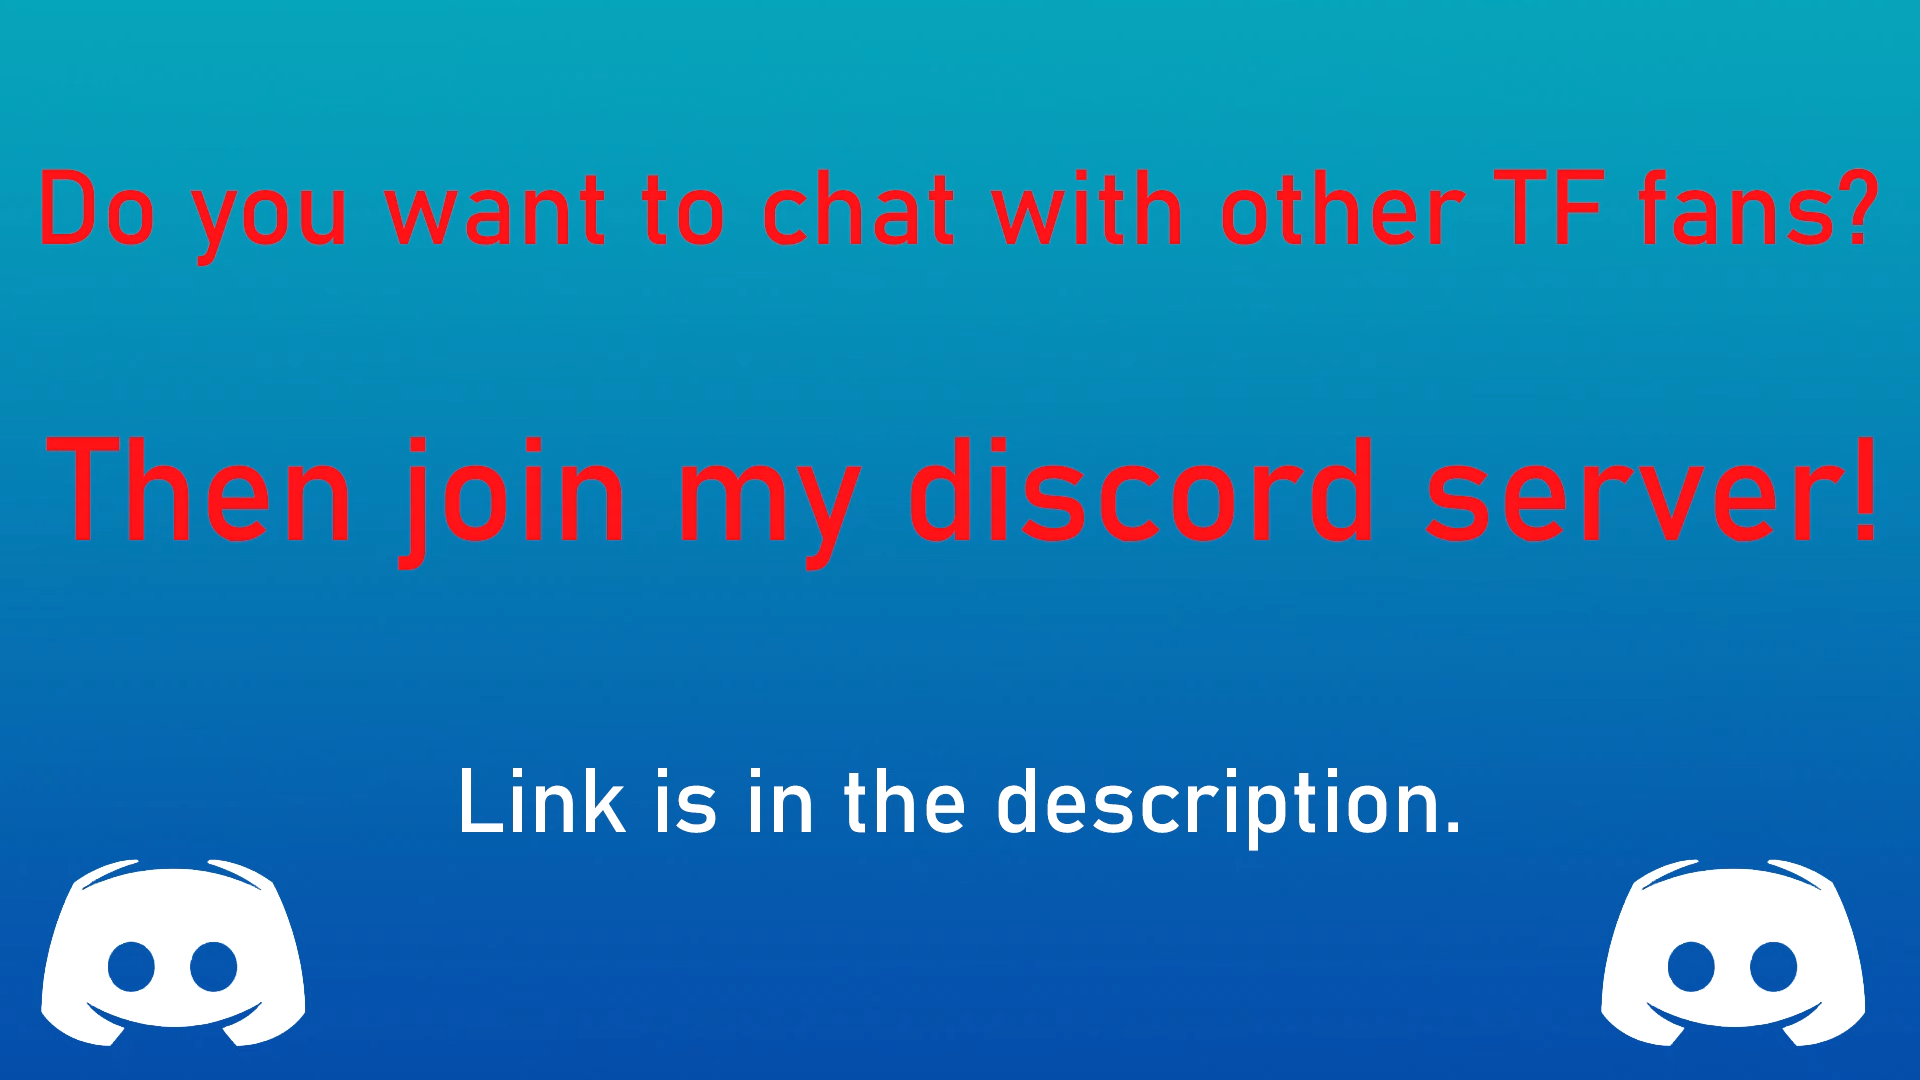 Do you want to chat with other TF fans?
Then join my discord server!
Link is in the description.